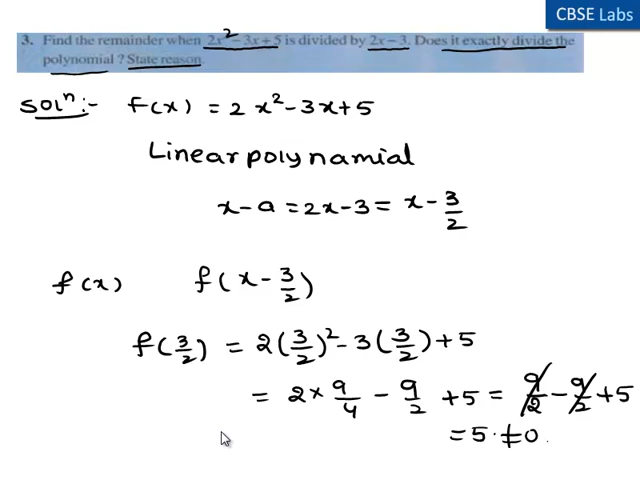 CBSE Labs
3. Find the remainder when 2x² − 3x + 5 is divided by 2x − 3. Does it exactly divide the
polynomial ? State reason.
Solⁿ :- f(x) = 2x² − 3x + 5
Linear polynamial
x − a = 2x − 3 = x − 3/2
f(x) f(x − 3/2)
f(3/2) = 2(3/2)² − 3(3/2) + 5
= 2 × 9/4 − 9/2 + 5 = 9/2 − 9/2 + 5
= 5 ≠ 0.